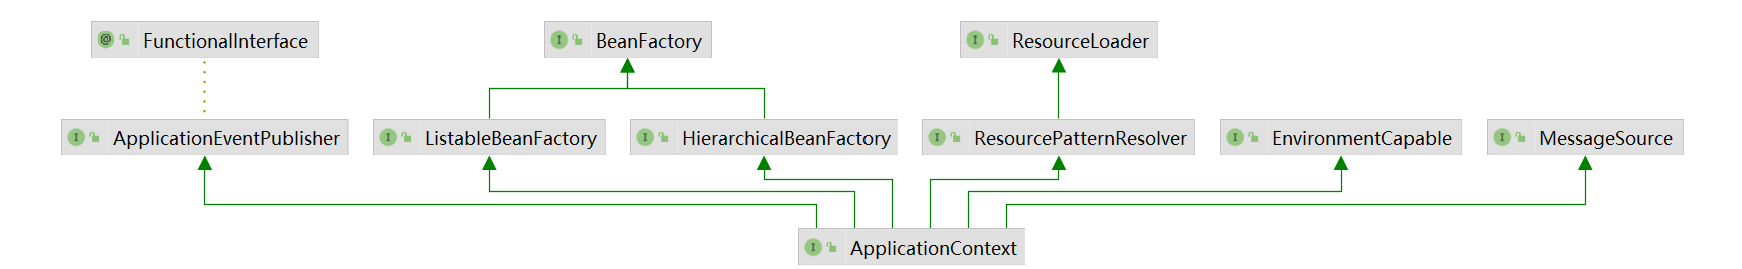 @ FunctionalInterface
I BeanFactory
I ResourceLoader
I ApplicationEventPublisher
I ListableBeanFactory
I HierarchicalBeanFactory
I ResourcePatternResolver
I EnvironmentCapable
I MessageSource
I ApplicationContext